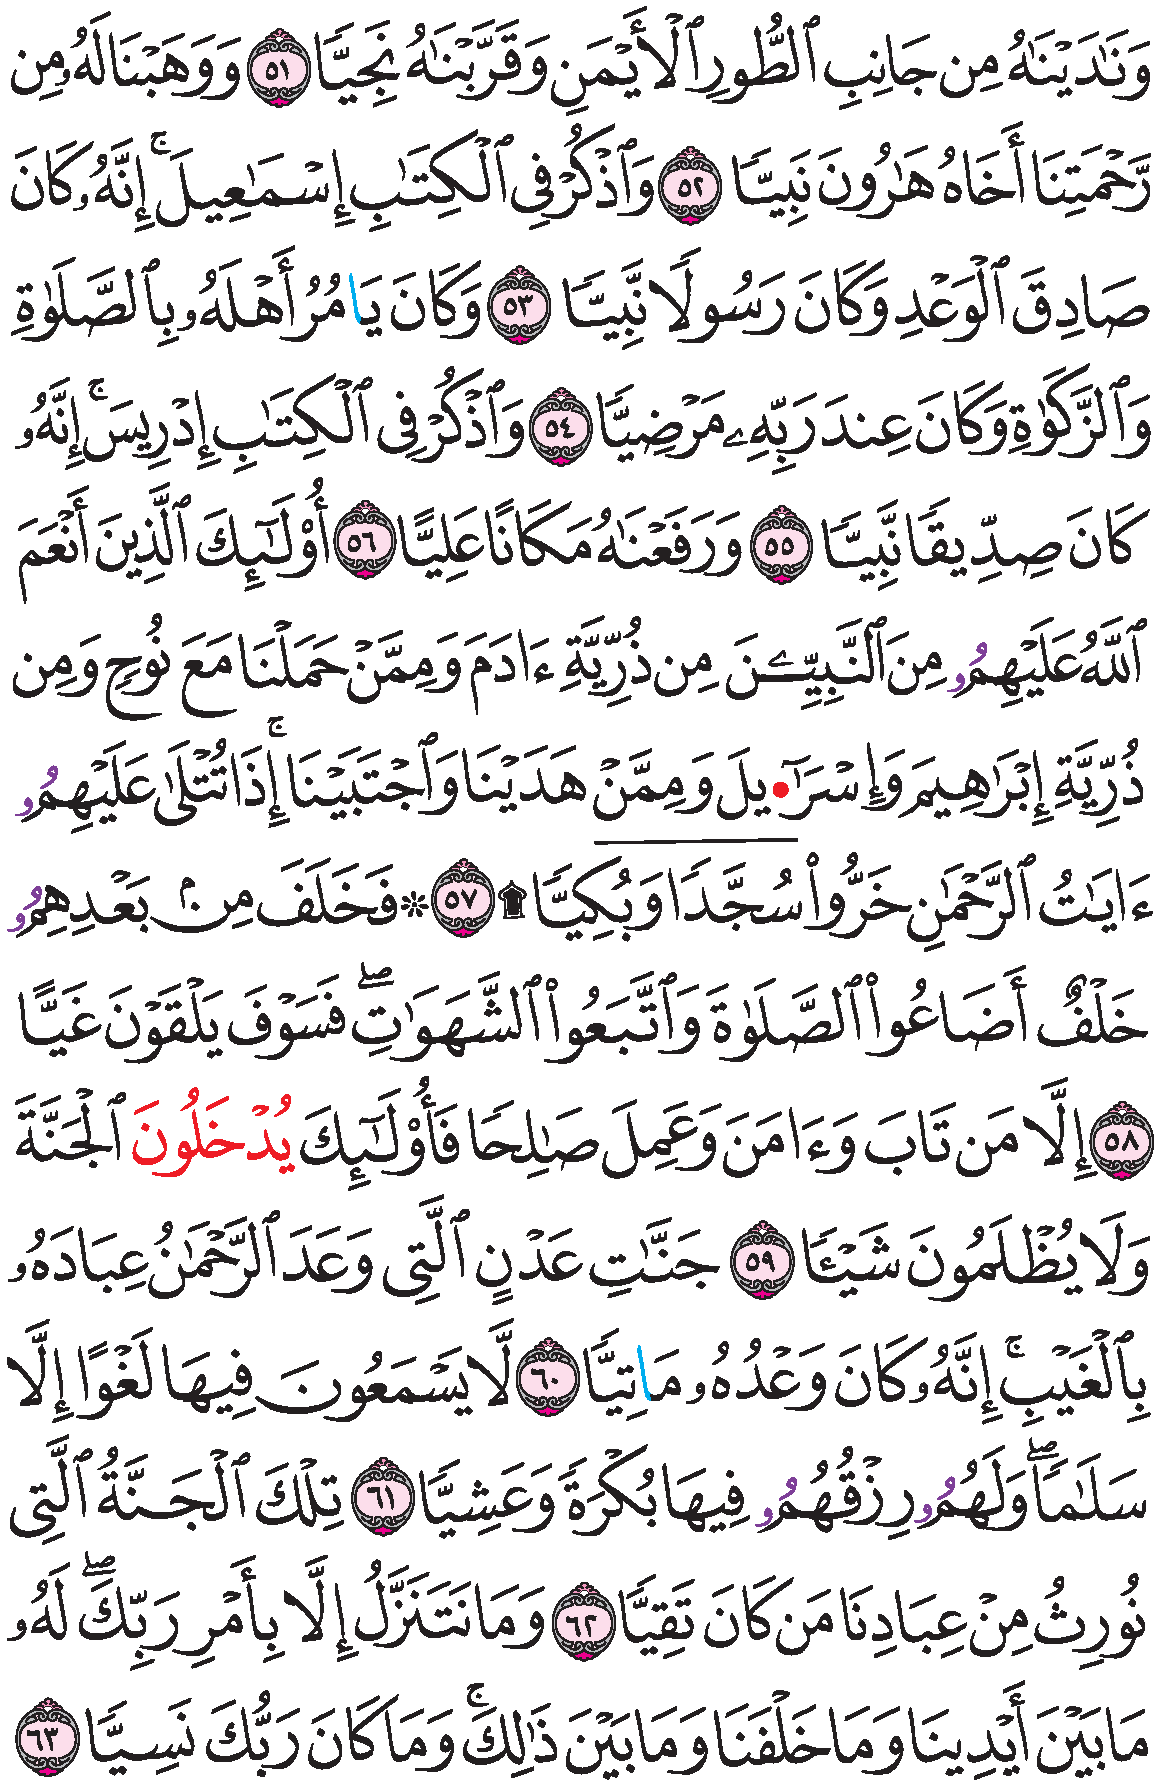 وَنَـٰدَيْنَـٰهُ مِن جَانِبِ ٱلطُّورِ ٱلْأَيْمَنِ وَقَرَّبْنَـٰهُ نَجِيًّا ٥١ وَوَهَبْنَا لَهُۥ مِن
رَّحْمَتِنَا أَخَاهُ هَـٰرُونَ نَبِيًّا ٥٢ وَٱذْكُرْ فِى ٱلْكِتَـٰبِ إِسْمَـٰعِيلَ ۚ إِنَّهُۥ كَانَ
صَادِقَ ٱلْوَعْدِ وَكَانَ رَسُولًا نَّبِيًّا ٥٣ وَكَانَ يَامُرُ أَهْلَهُۥ بِٱلصَّلَوٰةِ
وَٱلزَّكَوٰةِ وَكَانَ عِندَ رَبِّهِۦ مَرْضِيًّا ٥٤ وَٱذْكُرْ فِى ٱلْكِتَـٰبِ إِدْرِيسَ ۚ إِنَّهُۥ
كَانَ صِدِّيقًا نَّبِيًّا ٥٥ وَرَفَعْنَـٰهُ مَكَانًا عَلِيًّا ٥٦ أُوْلَـٰٓئِكَ ٱلَّذِينَ أَنْعَمَ
ٱللَّهُ عَلَيْهِمُۥ مِنَ ٱلنَّبِيِّـۧنَ مِن ذُرِّيَّةِ ءَادَمَ وَمِمَّنْ حَمَلْنَا مَعَ نُوحٍ وَمِن
ذُرِّيَّةِ إِبْرَٰهِيمَ وَإِسْرَآ•يلَ وَمِمَّنْ هَدَيْنَا وَٱجْتَبَيْنَا ۚ إِذَا تُتْلَىٰ عَلَيْهِمُۥ
ءَايَـٰتُ ٱلرَّحْمَـٰنِ خَرُّواْ سُجَّدًا وَبُكِيًّا ۩ ٥٧ ❊ فَخَلَفَ مِنۢ بَعْدِهِمُۥ
خَلْفٌ أَضَاعُواْ ٱلصَّلَوٰةَ وَٱتَّبَعُواْ ٱلشَّهَوَٰتِ ۖ فَسَوْفَ يَلْقَوْنَ غَيًّا
٥٨ إِلَّا مَن تَابَ وَءَامَنَ وَعَمِلَ صَـٰلِحًا فَأُوْلَـٰٓئِكَ يُدْخَلُونَ ٱلْجَنَّةَ
وَلَا يُظْلَمُونَ شَيْـًٔا ٥٩ جَنَّـٰتِ عَدْنٍ ٱلَّتِى وَعَدَ ٱلرَّحْمَـٰنُ عِبَادَهُۥ
بِٱلْغَيْبِ ۚ إِنَّهُۥ كَانَ وَعْدُهُۥ مَاتِيًّا ٦٠ لَّا يَسْمَعُونَ فِيهَا لَغْوًا إِلَّا
سَلَـٰمًا ۖ وَلَهُمُۥ رِزْقُهُمُۥ فِيهَا بُكْرَةً وَعَشِيًّا ٦١ تِلْكَ ٱلْجَنَّةُ ٱلَّتِى
نُورِثُ مِنْ عِبَادِنَا مَن كَانَ تَقِيًّا ٦٢ وَمَا نَتَنَزَّلُ إِلَّا بِأَمْرِ رَبِّكَ ۖ لَهُۥ
مَا بَيْنَ أَيْدِينَا وَمَا خَلْفَنَا وَمَا بَيْنَ ذَٰلِكَ ۚ وَمَا كَانَ رَبُّكَ نَسِيًّا ٦٣